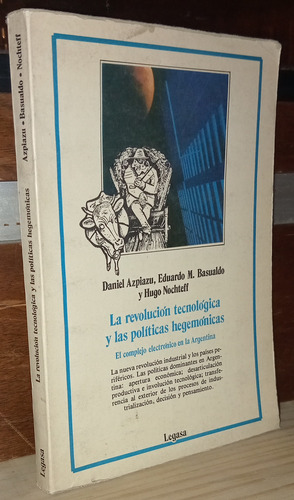 Azpiazu • Basualdo • Nochteff
La revolución tecnológica y las políticas hegemónicas
Legasa
Daniel Azpiazu, Eduardo M. Basualdo
y Hugo Nochteff
La revolución tecnológica
y las políticas hegemónicas
El complejo electrónico en la Argentina
La nueva revolución industrial y los países pe-
riféricos. Las políticas dominantes en Argen-
tina: apertura económica; desarticulación
productiva e involución tecnológica; transfe-
rencia al exterior de los procesos de indus-
trialización, decisión y pensamiento.
Legasa